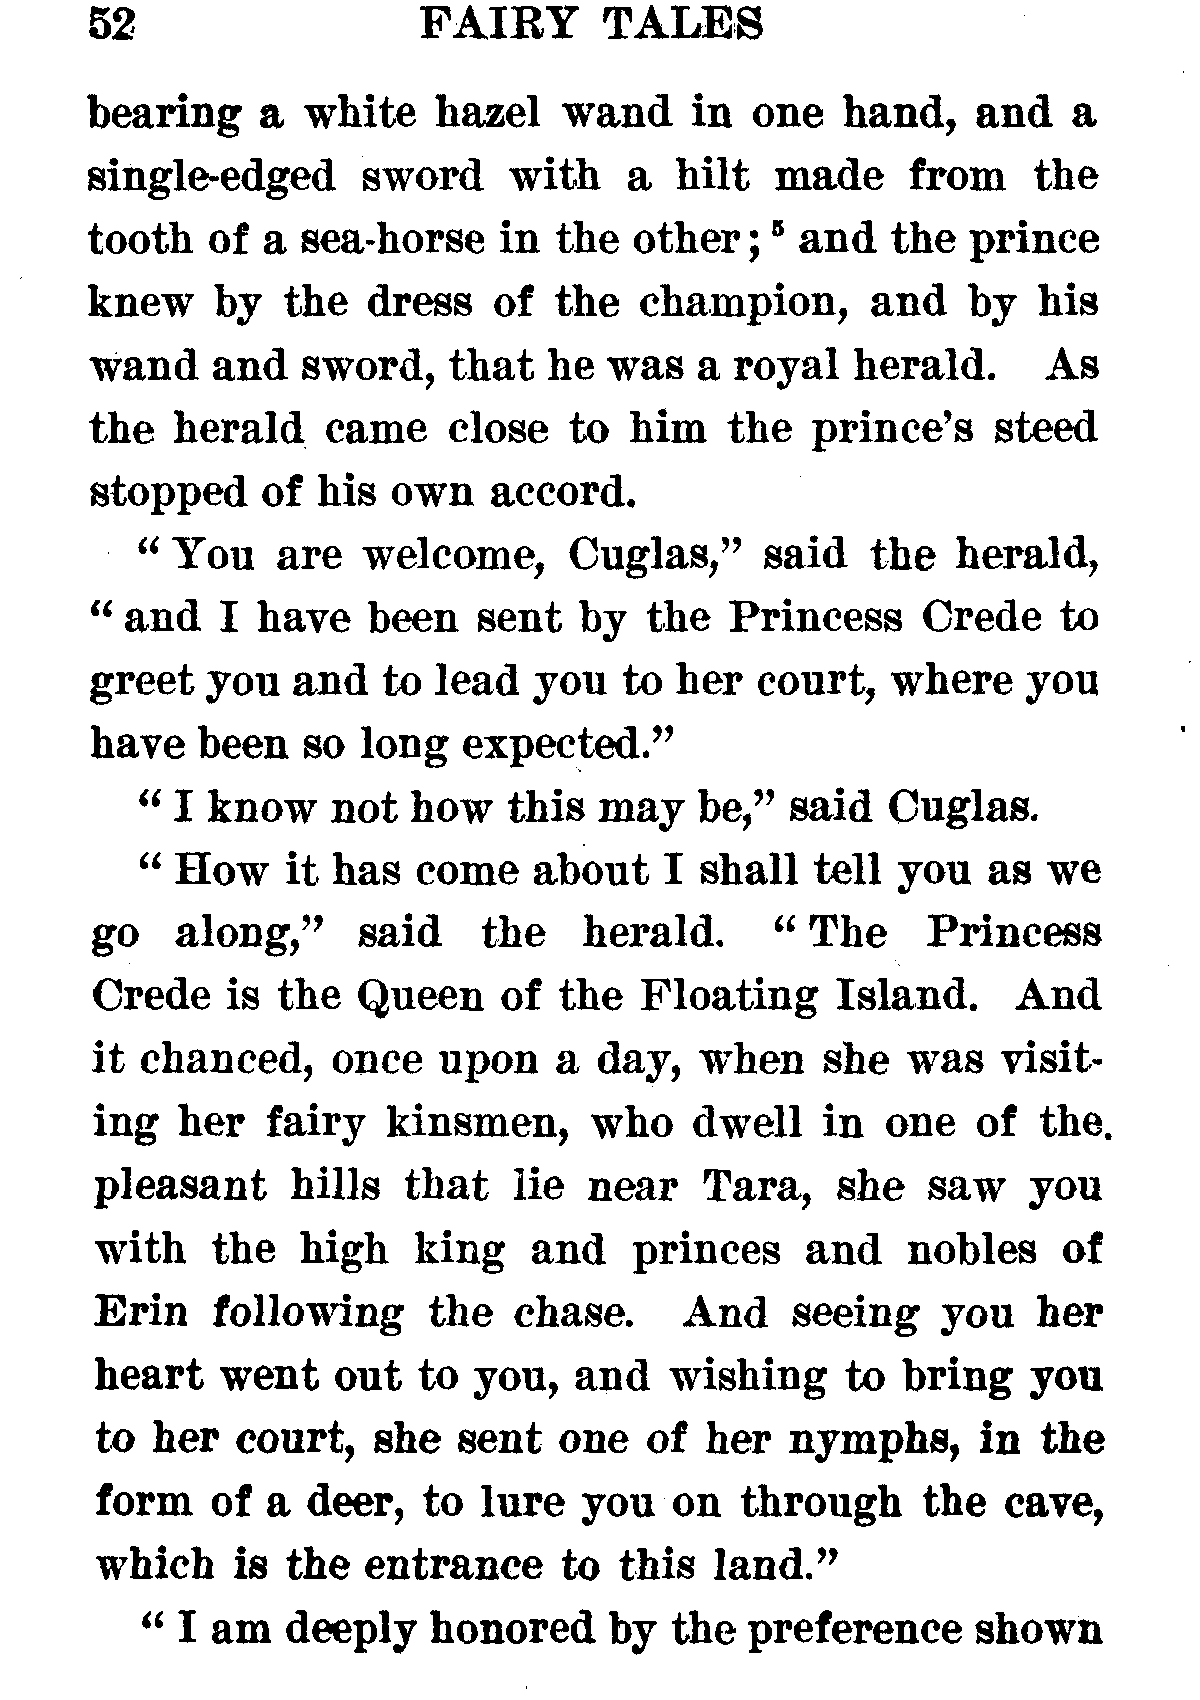 52 FAIRY TALES
bearing a white hazel wand in one hand, and a
single-edged sword with a hilt made from the
tooth of a sea-horse in the other; 5 and the prince
knew by the dress of the champion, and by his
wand and sword, that he was a royal herald. As
the herald came close to him the prince's steed
stopped of his own accord.
" You are welcome, Cuglas," said the herald,
" and I have been sent by the Princess Crede to
greet you and to lead you to her court, where you
have been so long expected."
" I know not how this may be," said Cuglas.
" How it has come about I shall tell you as we
go along," said the herald. " The Princess
Crede is the Queen of the Floating Island. And
it chanced, once upon a day, when she was visit-
ing her fairy kinsmen, who dwell in one of the.
pleasant hills that lie near Tara, she saw you
with the high king and princes and nobles of
Erin following the chase. And seeing you her
heart went out to you, and wishing to bring you
to her court, she sent one of her nymphs, in the
form of a deer, to lure you on through the cave,
which is the entrance to this land."
" I am deeply honored by the preference shown